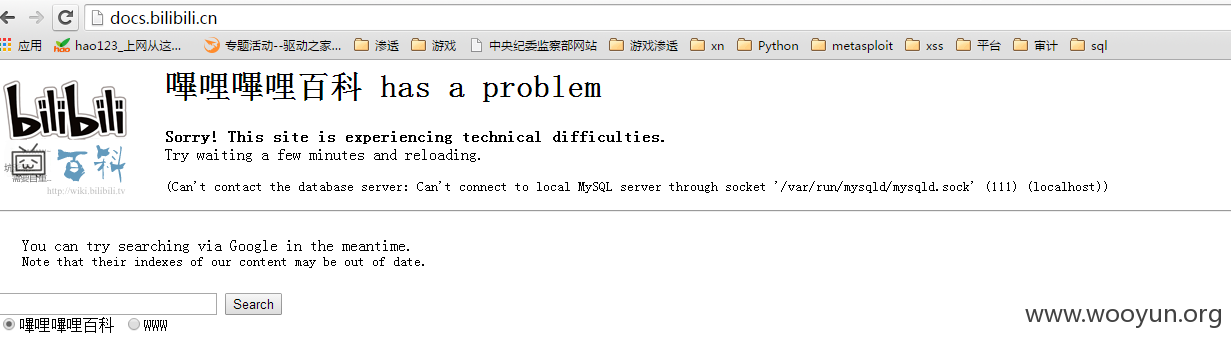 docs.bilibili.cn
应用 hao123_上网从这... 专题活动--驱动之家... 渗透 游戏 中央纪委监察部网站 游戏渗透 xn Python metasploit xss 平台 审计 sql
bilibili
百科
http://wiki.bilibili.tv
嗶哩嗶哩百科 has a problem
Sorry! This site is experiencing technical difficulties.
Try waiting a few minutes and reloading.
(Can't contact the database server: Can't connect to local MySQL server through socket '/var/run/mysqld/mysqld.sock' (111) (localhost))
You can try searching via Google in the meantime.
Note that their indexes of our content may be out of date.
Search
嗶哩嗶哩百科 WWW
www.wooyun.org